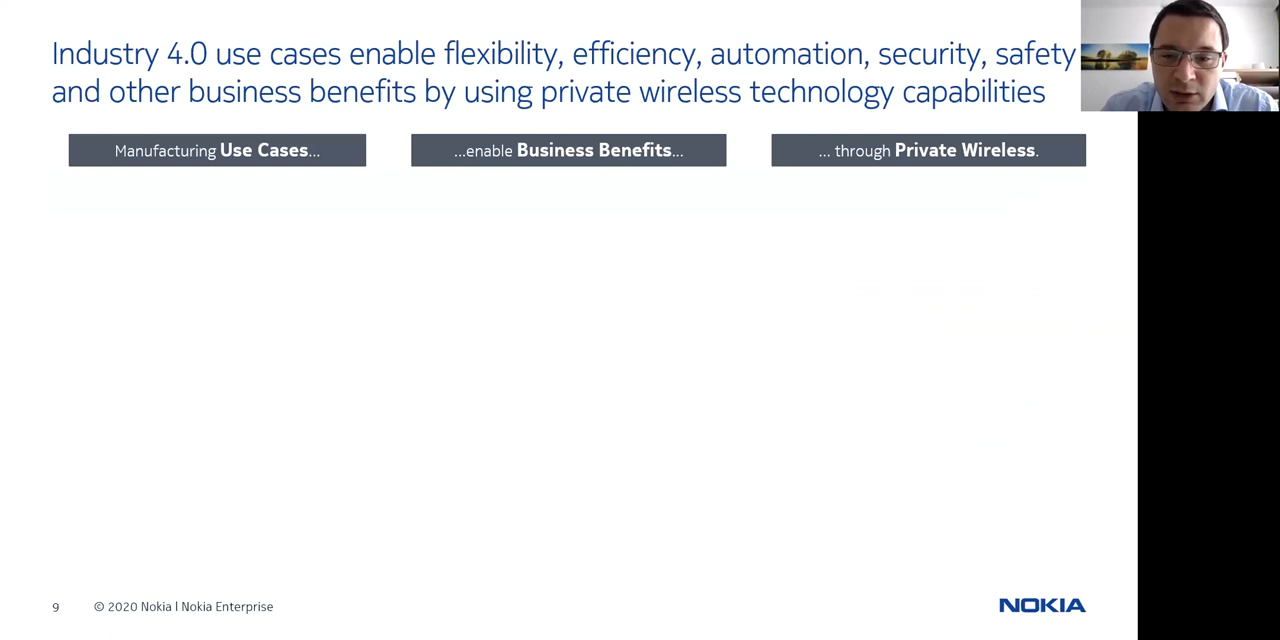 Industry 4.0 use cases enable flexibility, efficiency, automation, security, safety
and other business benefits by using private wireless technology capabilities
Manufacturing Use Cases...
...enable Business Benefits...
... through Private Wireless.
9
© 2020 Nokia I Nokia Enterprise
NOKIA